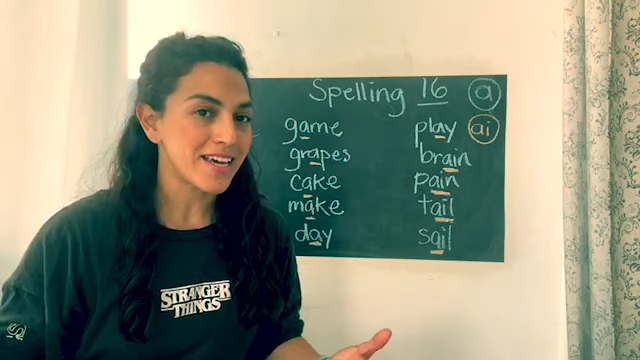 Spelling 16 a
game play ai
grapes brain
cake pain
make tail
day sail
STRANGER
THINGS